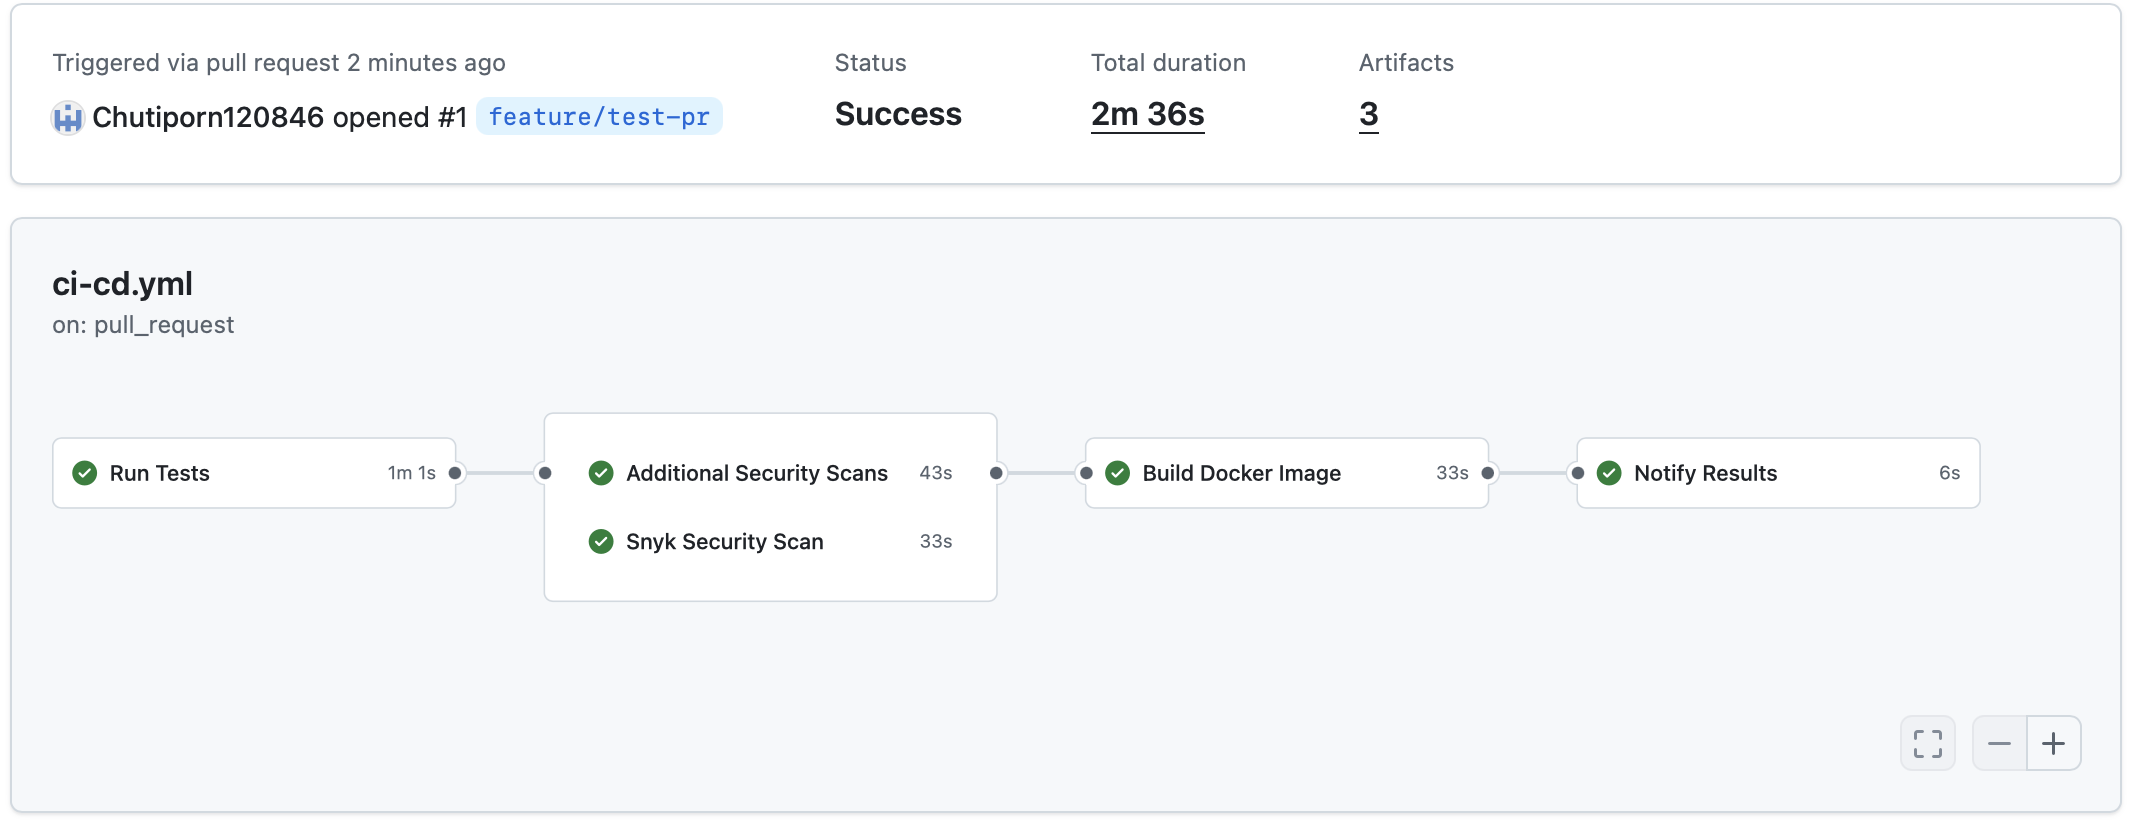 Triggered via pull request 2 minutes ago
Chutiporn120846 opened #1 feature/test-pr
Status
Success
Total duration
2m 36s
Artifacts
3
ci-cd.yml
on: pull_request
Run Tests 1m 1s
Additional Security Scans 43s
Snyk Security Scan 33s
Build Docker Image 33s
Notify Results 6s